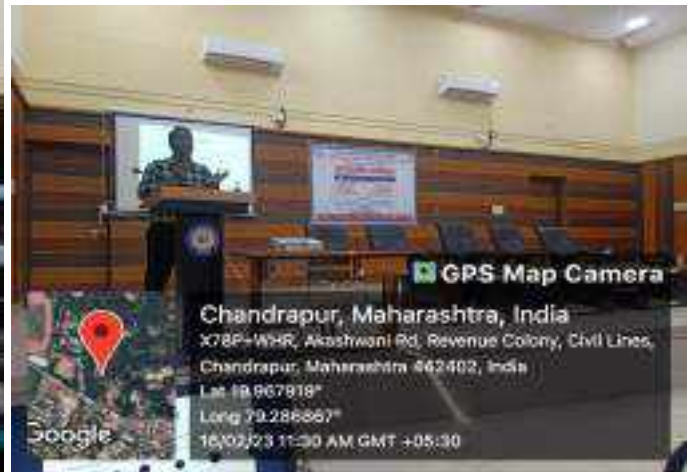 GPS Map Camera
Chandrapur, Maharashtra, India
X78P+WHR, Akashwani Rd, Revenue Colony, Civil Lines,
Chandrapur, Maharashtra 442402, India
Lat 19.967919°
Long 79.286867°
16/02/23 11:30 AM GMT +05:30
Google